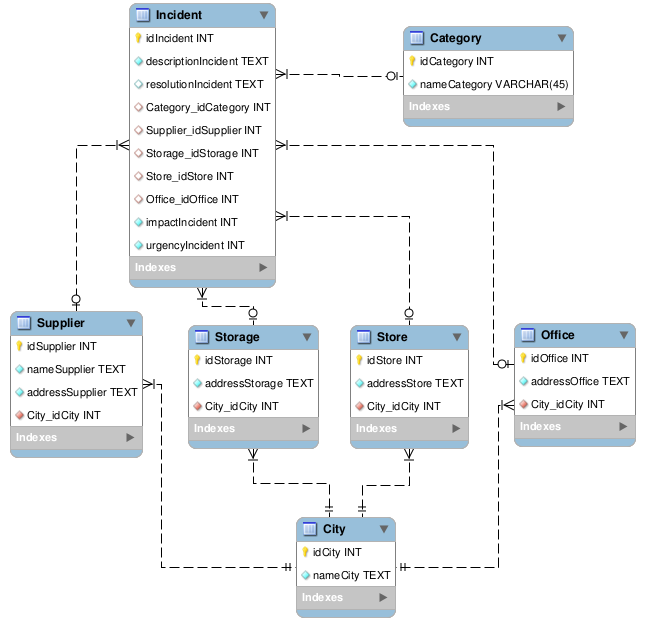 Incident
idIncident INT
descriptionIncident TEXT
resolutionIncident TEXT
Category_idCategory INT
Supplier_idSupplier INT
Storage_idStorage INT
Store_idStore INT
Office_idOffice INT
impactIncident INT
urgencyIncident INT
Indexes
Category
idCategory INT
nameCategory VARCHAR(45)
Indexes
Supplier
idSupplier INT
nameSupplier TEXT
addressSupplier TEXT
City_idCity INT
Indexes
Storage
idStorage INT
addressStorage TEXT
City_idCity INT
Indexes
Store
idStore INT
addressStore TEXT
City_idCity INT
Indexes
Office
idOffice INT
addressOffice TEXT
City_idCity INT
Indexes
City
idCity INT
nameCity TEXT
Indexes